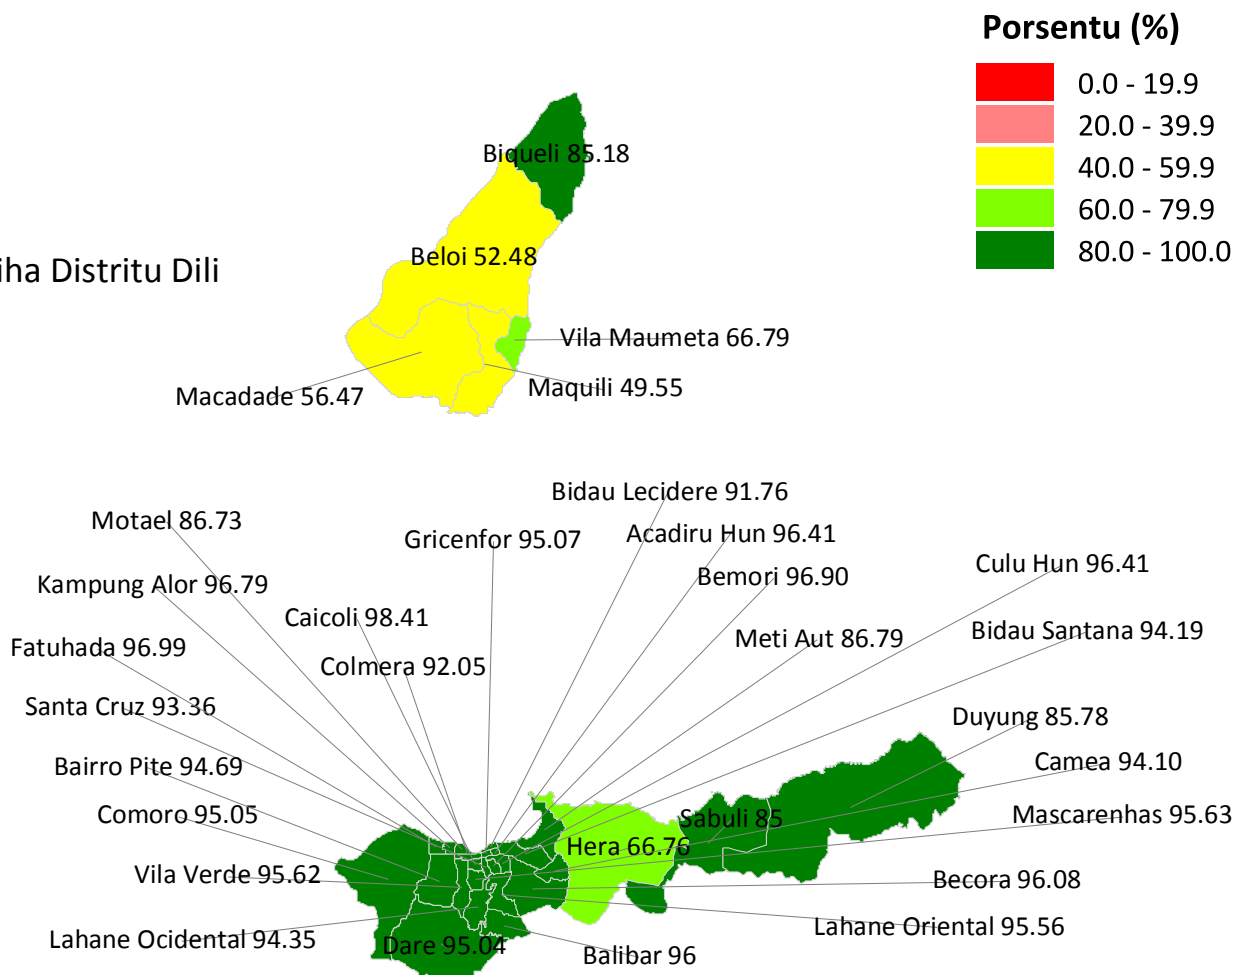 Porsentu (%)
0.0 - 19.9
20.0 - 39.9
40.0 - 59.9
60.0 - 79.9
80.0 - 100.0
iha Distritu Dili
Biqueli 85.18
Beloi 52.48
Vila Maumeta 66.79
Macadade 56.47
Maquili 49.55
Bidau Lecidere 91.76
Motael 86.73
Gricenfor 95.07
Acadiru Hun 96.41
Culu Hun 96.41
Kampung Alor 96.79
Bemori 96.90
Caicoli 98.41
Fatuhada 96.99
Meti Aut 86.79
Bidau Santana 94.19
Colmera 92.05
Santa Cruz 93.36
Duyung 85.78
Bairro Pite 94.69
Camea 94.10
Comoro 95.05
Sabuli 85
Mascarenhas 95.63
Hera 66.76
Vila Verde 95.62
Becora 96.08
Lahane Oriental 95.56
Lahane Ocidental 94.35
Dare 95.04
Balibar 96